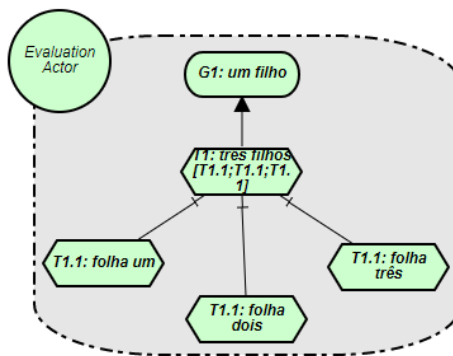 Evaluation
Actor
G1: um filho
T1: três filhos
[T1.1;T1.1;T1.
1]
T1.1: folha um
T1.1: folha
três
T1.1: folha
dois